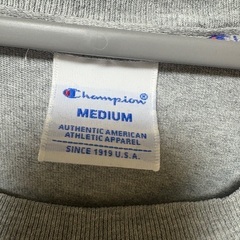 Champion
MEDIUM
AUTHENTIC AMERICAN
ATHLETIC APPAREL
SINCE 1919 U.S.A.